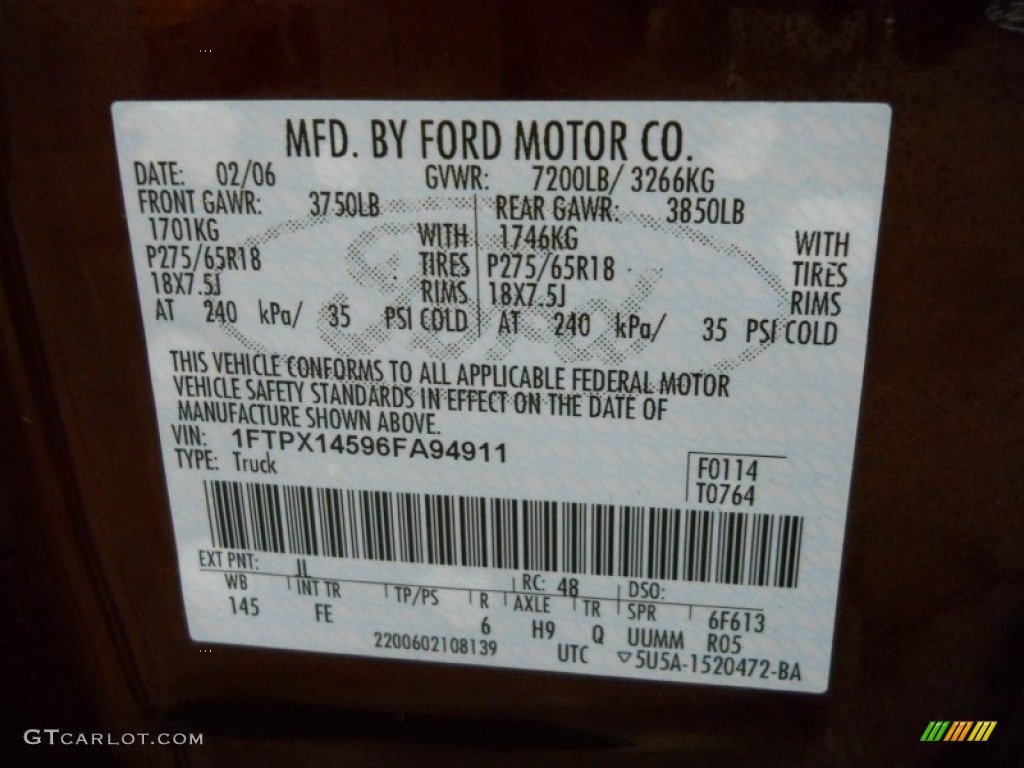 MFD. BY FORD MOTOR CO.
DATE: 02/06 GVWR: 7200LB/ 3266KG
FRONT GAWR: 3750LB REAR GAWR: 3850LB
1701KG WITH 1746KG WITH
P275/65R18 TIRES P275/65R18 TIRES
18X7.5J RIMS 18X7.5J RIMS
AT 240 kPa/ 35 PSI COLD AT 240 kPa/ 35 PSI COLD
Ford
THIS VEHICLE CONFORMS TO ALL APPLICABLE FEDERAL MOTOR
VEHICLE SAFETY STANDARDS IN EFFECT ON THE DATE OF
MANUFACTURE SHOWN ABOVE.
VIN: 1FTPX14596FA94911
TYPE: Truck F0114
T0764
EXT PNT: JL RC: 48 DSO:
WB INT TR TP/PS R AXLE TR SPR 6F613
145 FE 6 H9 Q UUMM R05
2200602108139 UTC ▽5U5A-1520472-BA
GTCARLOT.COM